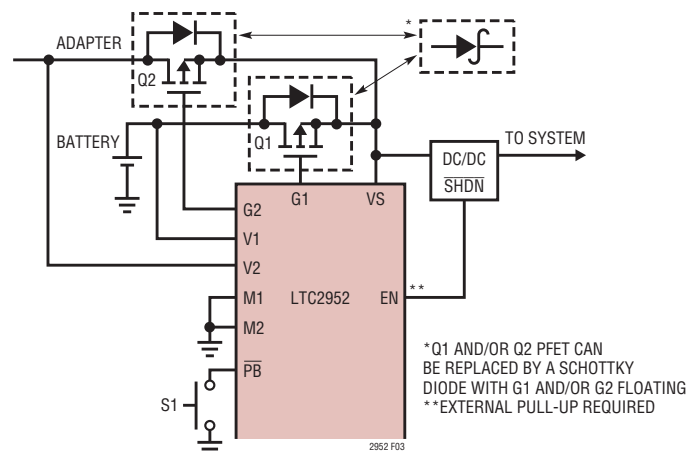 *
ADAPTER
Q2
BATTERY
Q1
TO SYSTEM
DC/DC
SHDN
G1
VS
G2
V1
V2
M1
LTC2952
EN
**
M2
PB
S1
*Q1 AND/OR Q2 PFET CAN
BE REPLACED BY A SCHOTTKY
DIODE WITH G1 AND/OR G2 FLOATING
**EXTERNAL PULL-UP REQUIRED
2952 F03